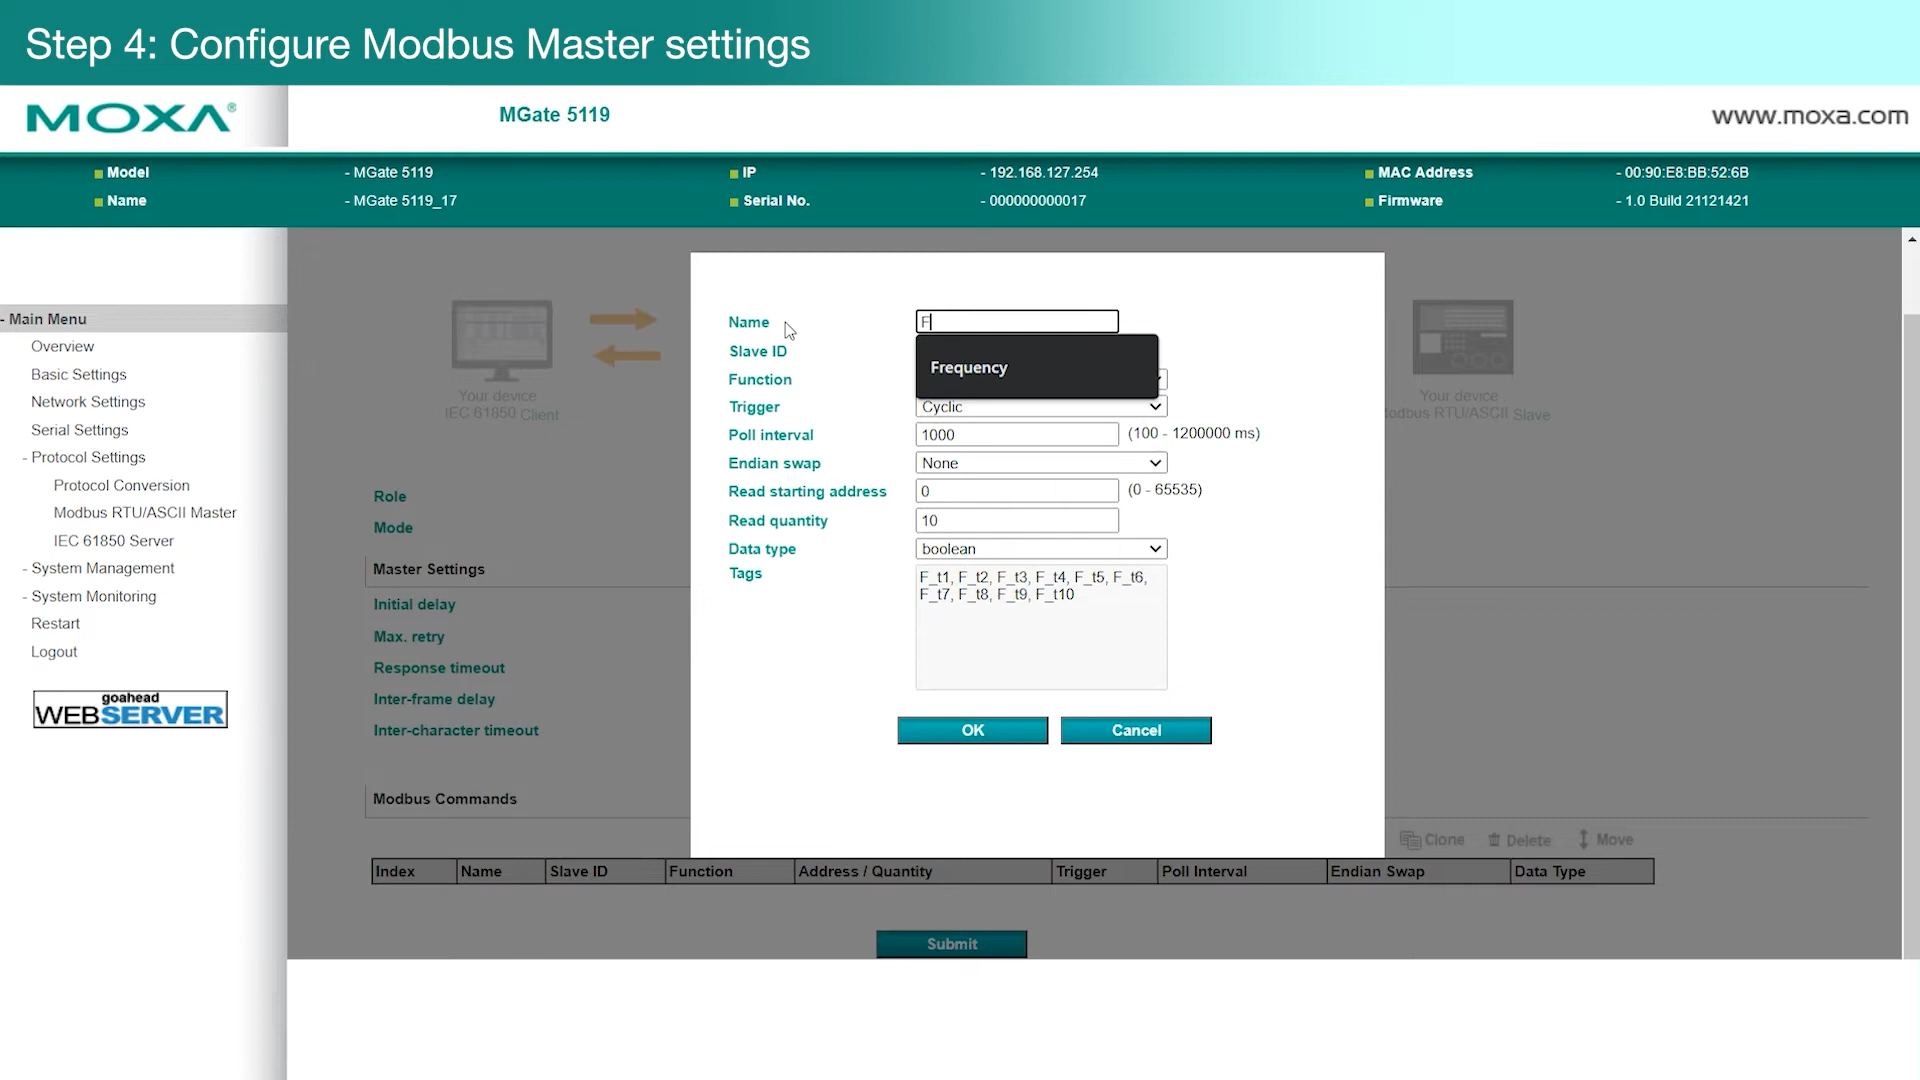 Step 4: Configure Modbus Master settings
MOXA®
MGate 5119
www.moxa.com
Model - MGate 5119 IP - 192.168.127.254 MAC Address - 00:90:E8:BB:52:6B
Name - MGate 5119_17 Serial No. - 000000000017 Firmware - 1.0 Build 21121421
- Main Menu
Overview
Basic Settings
Network Settings
Serial Settings
- Protocol Settings
Protocol Conversion
Modbus RTU/ASCII Master
IEC 61850 Server
- System Management
- System Monitoring
Restart
Logout
goahead
WEBSERVER
Your device
IEC 61850 Client
Your device
Modbus RTU/ASCII Slave
Role
Mode
Master Settings
Initial delay
Max. retry
Response timeout
Inter-frame delay
Inter-character timeout
Name F
Slave ID
Frequency
Function
Trigger Cyclic
Poll interval 1000 (100 - 1200000 ms)
Endian swap None
Read starting address 0 (0 - 65535)
Read quantity 10
Data type boolean
Tags F_t1, F_t2, F_t3, F_t4, F_t5, F_t6,
F_t7, F_t8, F_t9, F_t10
OK Cancel
Modbus Commands
Clone Delete Move
Index Name Slave ID Function Address / Quantity Trigger Poll Interval Endian Swap Data Type
Submit